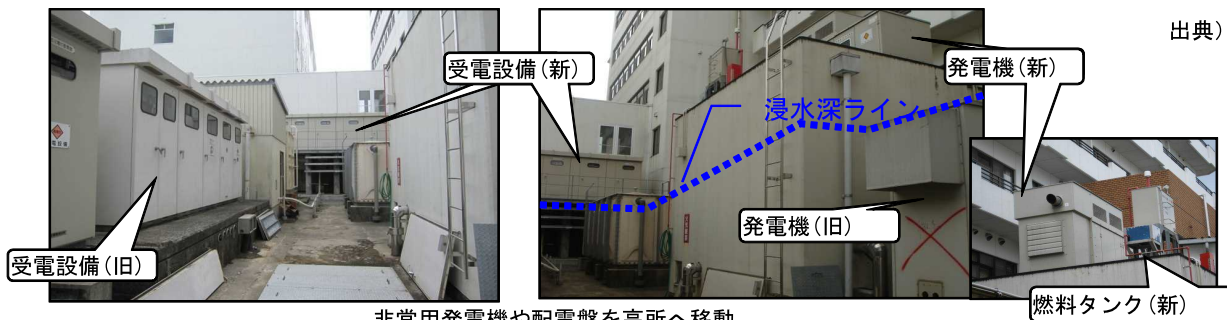 出典）
受電設備（新）
発電機（新）
浸水深ライン
発電機（旧）
受電設備（旧）
燃料タンク（新）
非常用発電機や配電盤を高所へ移動